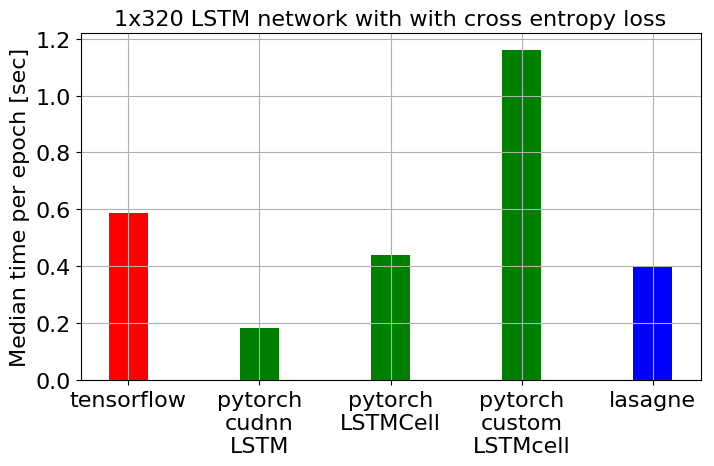 1x320 LSTM network with with cross entropy loss
Median time per epoch [sec]
1.2
1.0
0.8
0.6
0.4
0.2
0.0
tensorflow
pytorch
cudnn
LSTM
pytorch
LSTMCell
pytorch
custom
LSTMcell
lasagne